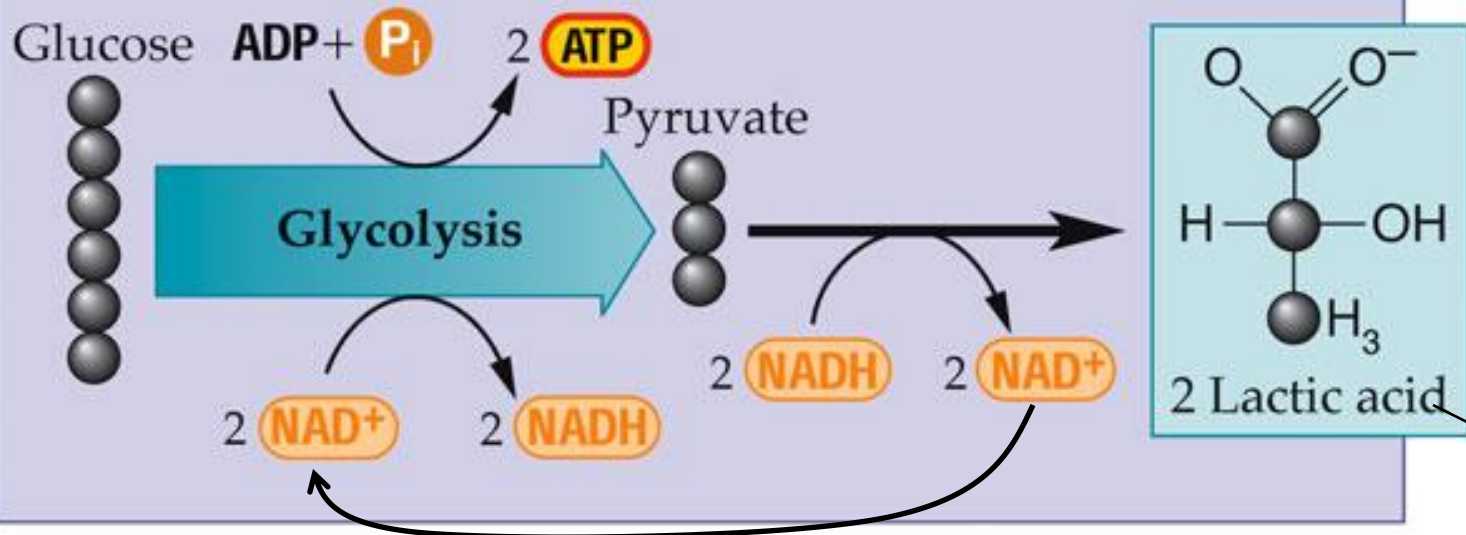 Glucose
ADP + Pi
2 ATP
Pyruvate
Glycolysis
2 NAD+
2 NADH
2 NADH
2 NAD+
O
O−
H
OH
H3
2 Lactic acid